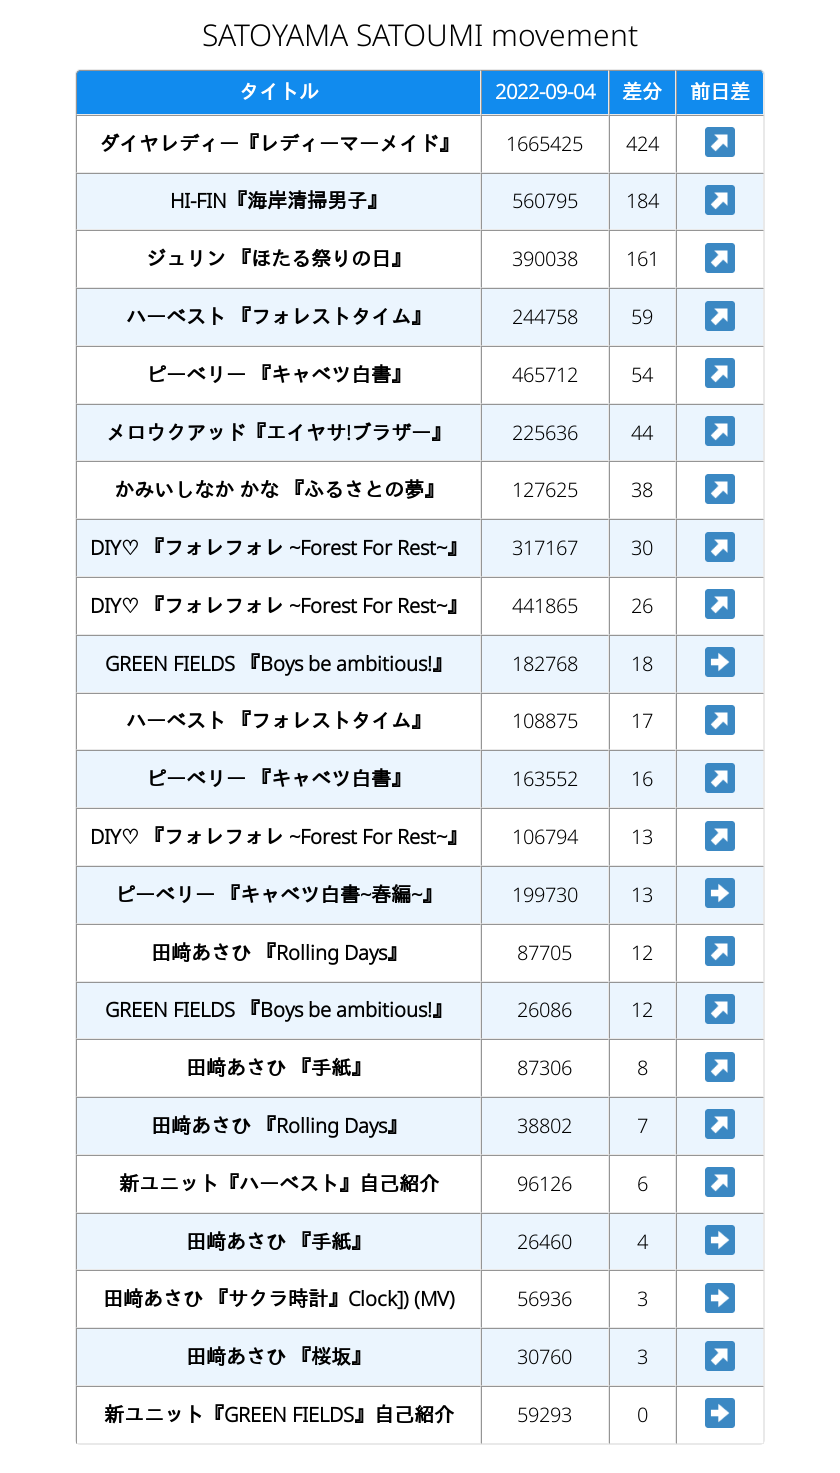 SATOYAMA SATOUMI movement
タイトル 2022-09-04 差分 前日差
ダイヤレディー『レディーマーメイド』 1665425 424 ↗
HI-FIN『海岸清掃男子』 560795 184 ↗
ジュリン 『ほたる祭りの日』 390038 161 ↗
ハーベスト 『フォレストタイム』 244758 59 ↗
ピーベリー 『キャベツ白書』 465712 54 ↗
メロウクアッド『エイヤサ!ブラザー』 225636 44 ↗
かみいしなか かな 『ふるさとの夢』 127625 38 ↗
DIY♡ 『フォレフォレ ~Forest For Rest~』 317167 30 ↗
DIY♡ 『フォレフォレ ~Forest For Rest~』 441865 26 ↗
GREEN FIELDS 『Boys be ambitious!』 182768 18 ➡
ハーベスト 『フォレストタイム』 108875 17 ↗
ピーベリー 『キャベツ白書』 163552 16 ↗
DIY♡ 『フォレフォレ ~Forest For Rest~』 106794 13 ↗
ピーベリー 『キャベツ白書~春編~』 199730 13 ➡
田﨑あさひ 『Rolling Days』 87705 12 ↗
GREEN FIELDS 『Boys be ambitious!』 26086 12 ↗
田﨑あさひ 『手紙』 87306 8 ↗
田﨑あさひ 『Rolling Days』 38802 7 ↗
新ユニット『ハーベスト』自己紹介 96126 6 ↗
田﨑あさひ 『手紙』 26460 4 ➡
田﨑あさひ 『サクラ時計』Clock]) (MV) 56936 3 ➡
田﨑あさひ 『桜坂』 30760 3 ↗
新ユニット『GREEN FIELDS』自己紹介 59293 0 ➡